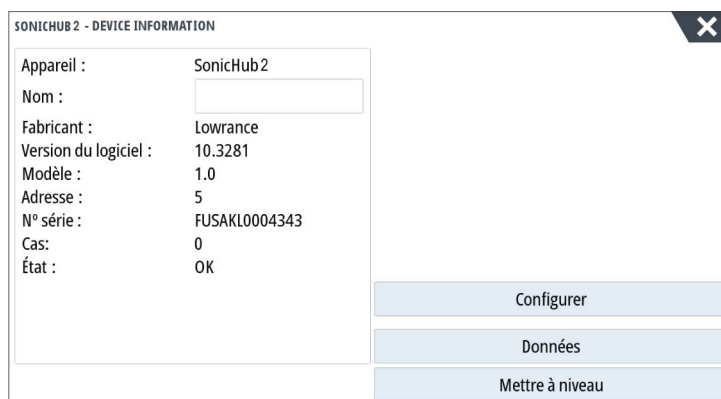 SONICHUB 2 - DEVICE INFORMATION
Appareil : SonicHub 2
Nom :
Fabricant : Lowrance
Version du logiciel : 10.3281
Modèle : 1.0
Adresse : 5
Nº série : FUSAKL0004343
Cas: 0
État : OK
Configurer
Données
Mettre à niveau